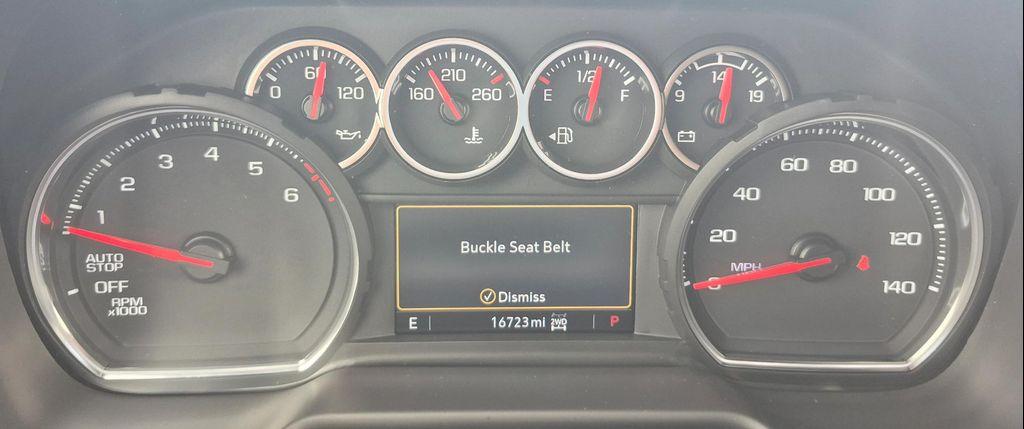 0 60 120
160 210 260
E 1/2 F
9 14 19
1 2 3 4 5 6
AUTO
STOP
OFF
RPM
x1000
Buckle Seat Belt
Dismiss
E 16723mi 2WD P
0 20 40 60 80 100 120 140
MPH